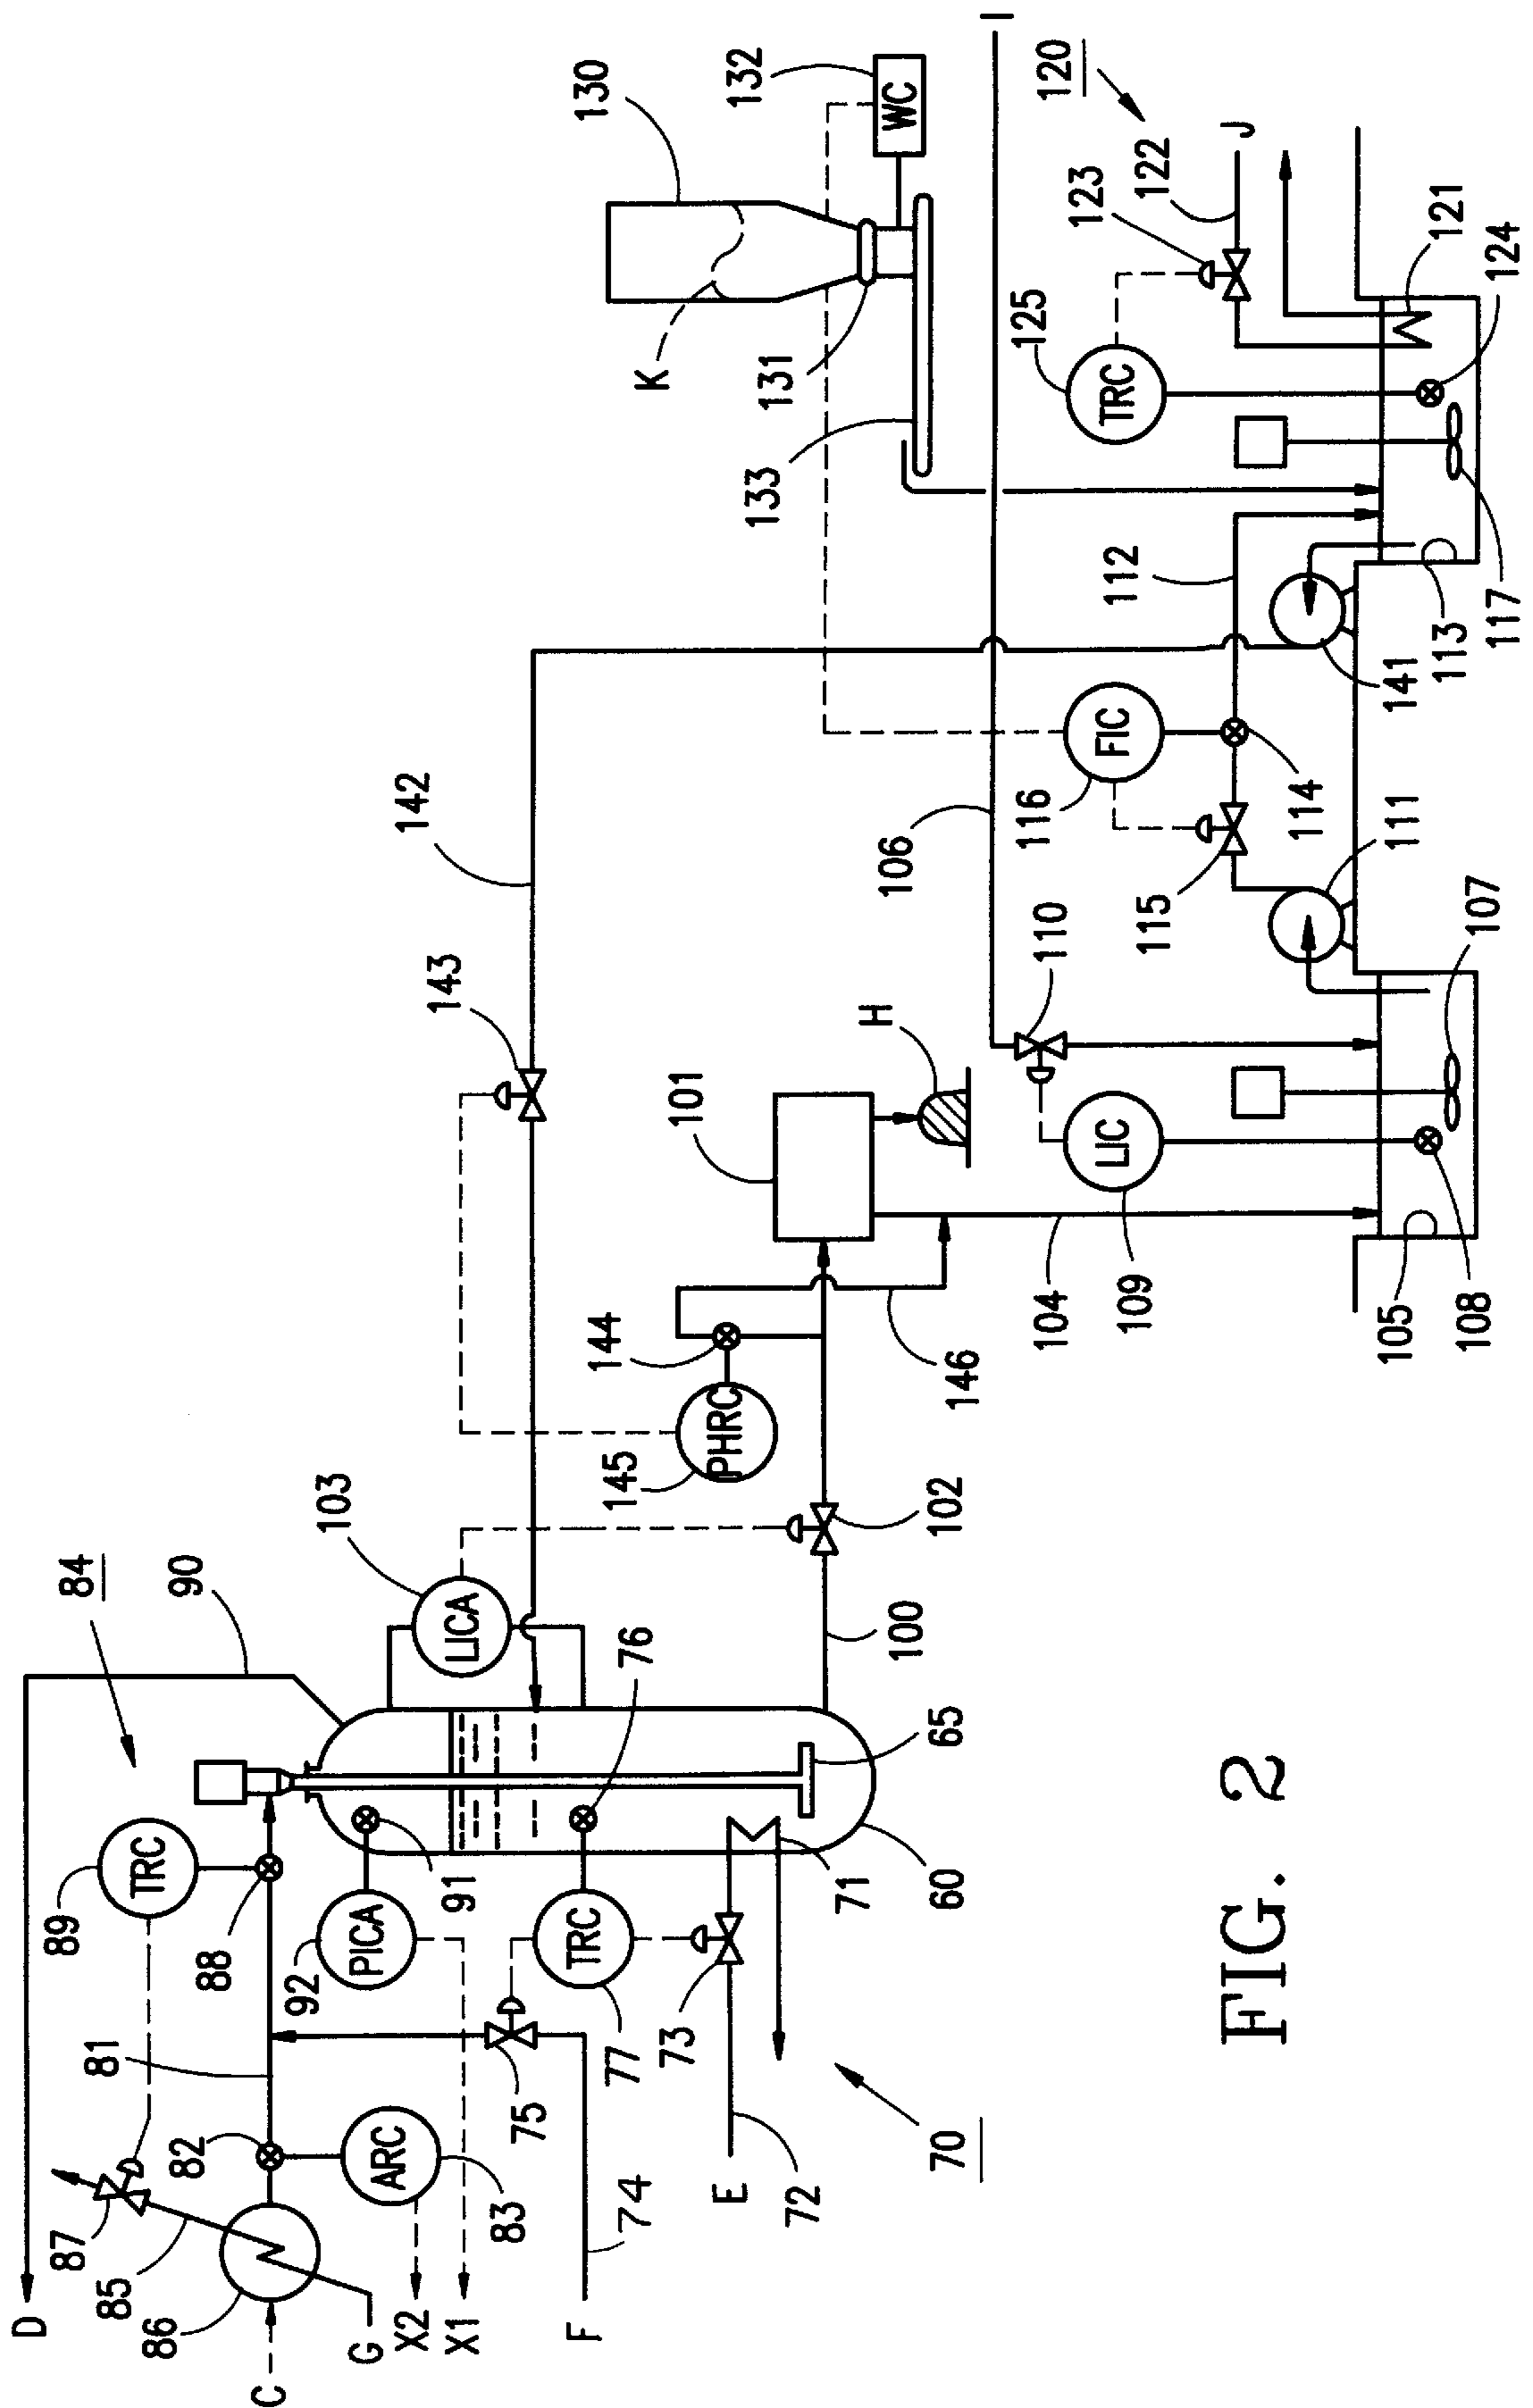 D
87
85
86
C
G
82
81
ARC
83
X2
X1
F
74
89
TRC
88
84
90
92
PICA
91
75
TRC
77
76
73
E
72
70
71
60
65
LICA
103
100
102
143
142
145
PHRC
144
146
101
H
104
106
110
LIC
109
105
108
107
130
K
131
133
WC
132
I
FIC
116
115
114
111
112
141
113
117
125
TRC
123
122
J
120
121
124
FIG. 2